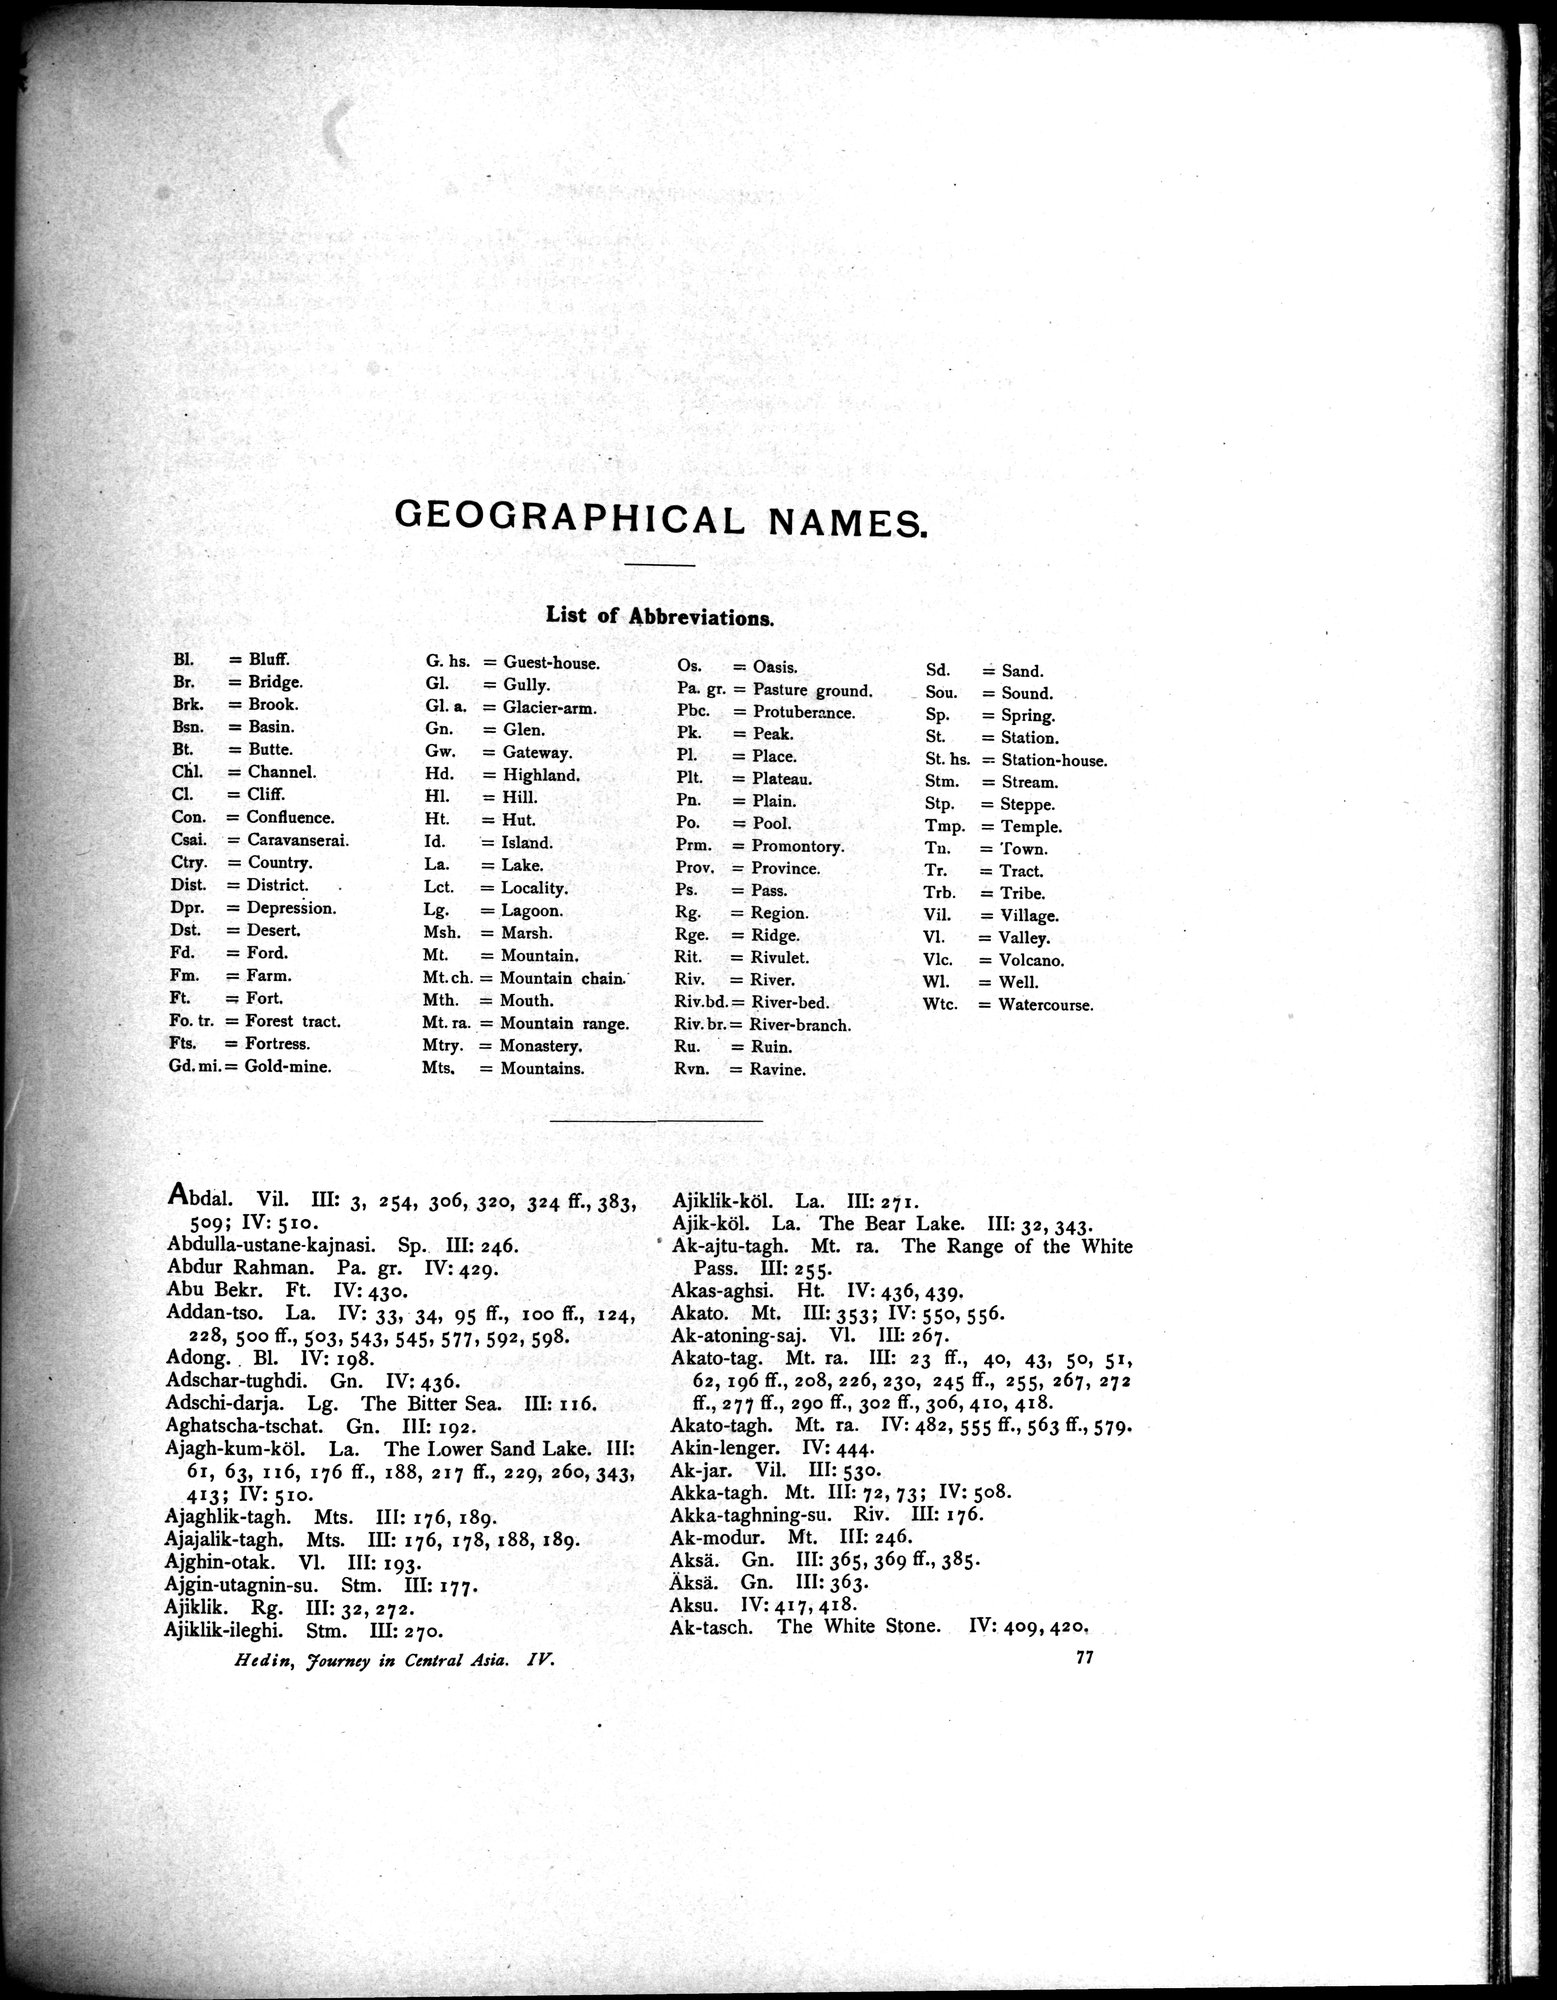 GEOGRAPHICAL NAMES.
List of Abbreviations.
Bl. = Bluff.
Br. = Bridge.
Brk. = Brook.
Bsn. = Basin.
Bt. = Butte.
Chl. = Channel.
Cl. = Cliff.
Con. = Confluence.
Csai. = Caravanserai.
Ctry. = Country.
Dist. = District.
Dpr. = Depression.
Dst. = Desert.
Fd. = Ford.
Fm. = Farm.
Ft. = Fort.
Fo. tr. = Forest tract.
Fts. = Fortress.
Gd. mi. = Gold-mine.
G. hs. = Guest-house.
Gl. = Gully.
Gl. a. = Glacier-arm.
Gn. = Glen.
Gw. = Gateway.
Hd. = Highland.
Hl. = Hill.
Ht. = Hut.
Id. = Island.
La. = Lake.
Lct. = Locality.
Lg. = Lagoon.
Msh. = Marsh.
Mt. = Mountain.
Mt. ch. = Mountain chain.
Mth. = Mouth.
Mt. ra. = Mountain range.
Mtry. = Monastery.
Mts. = Mountains.
Os. = Oasis.
Pa. gr. = Pasture ground.
Pbc. = Protuberance.
Pk. = Peak.
Pl. = Place.
Plt. = Plateau.
Pn. = Plain.
Po. = Pool.
Prm. = Promontory.
Prov. = Province.
Ps. = Pass.
Rg. = Region.
Rge. = Ridge.
Rit. = Rivulet.
Riv. = River.
Riv. bd. = River-bed.
Riv. br. = River-branch.
Ru. = Ruin.
Rvn. = Ravine.
Sd. = Sand.
Sou. = Sound.
Sp. = Spring.
St. = Station.
St. hs. = Station-house.
Stm. = Stream.
Stp. = Steppe.
Tmp. = Temple.
Tn. = Town.
Tr. = Tract.
Trb. = Tribe.
Vil. = Village.
Vl. = Valley.
Vlc. = Volcano.
Wl. = Well.
Wtc. = Watercourse.
Abdal. Vil. III: 3, 254, 306, 320, 324 ff., 383,
509; IV: 510.
Abdulla-ustane-kajnasi. Sp. III: 246.
Abdur Rahman. Pa. gr. IV: 429.
Abu Bekr. Ft. IV: 430.
Addan-tso. La. IV: 33, 34, 95 ff., 100 ff., 124,
228, 500 ff., 503, 543, 545, 577, 592, 598.
Adong. Bl. IV: 198.
Adschar-tughdi. Gn. IV: 436.
Adschi-darja. Lg. The Bitter Sea. III: 116.
Aghatscha-tschat. Gn. III: 192.
Ajagh-kum-köl. La. The Lower Sand Lake. III:
61, 63, 116, 176 ff., 188, 217 ff., 229, 260, 343,
413; IV: 510.
Ajaghlik-tagh. Mts. III: 176, 189.
Ajajalik-tagh. Mts. III: 176, 178, 188, 189.
Ajghin-otak. Vl. III: 193.
Ajgin-utagnin-su. Stm. III: 177.
Ajiklik. Rg. III: 32, 272.
Ajiklik-ileghi. Stm. III: 270.
Ajiklik-köl. La. III: 271.
Ajik-köl. La. The Bear Lake. III: 32, 343.
Ak-ajtu-tagh. Mt. ra. The Range of the White
Pass. III: 255.
Akas-aghsi. Ht. IV: 436, 439.
Akato. Mt. III: 353; IV: 550, 556.
Ak-atoning-saj. Vl. III: 267.
Akato-tag. Mt. ra. III: 23 ff., 40, 43, 50, 51,
62, 196 ff., 208, 226, 230, 245 ff., 255, 267, 272
ff., 277 ff., 290 ff., 302 ff., 306, 410, 418.
Akato-tagh. Mt. ra. IV: 482, 555 ff., 563 ff., 579.
Akin-lenger. IV: 444.
Ak-jar. Vil. III: 530.
Akka-tagh. Mt. III: 72, 73; IV: 508.
Akka-taghning-su. Riv. III: 176.
Ak-modur. Mt. III: 246.
Aksä. Gn. III: 365, 369 ff., 385.
Äksä. Gn. III: 363.
Aksu. IV: 417, 418.
Ak-tasch. The White Stone. IV: 409, 420.
Hedin, Journey in Central Asia. IV.
77